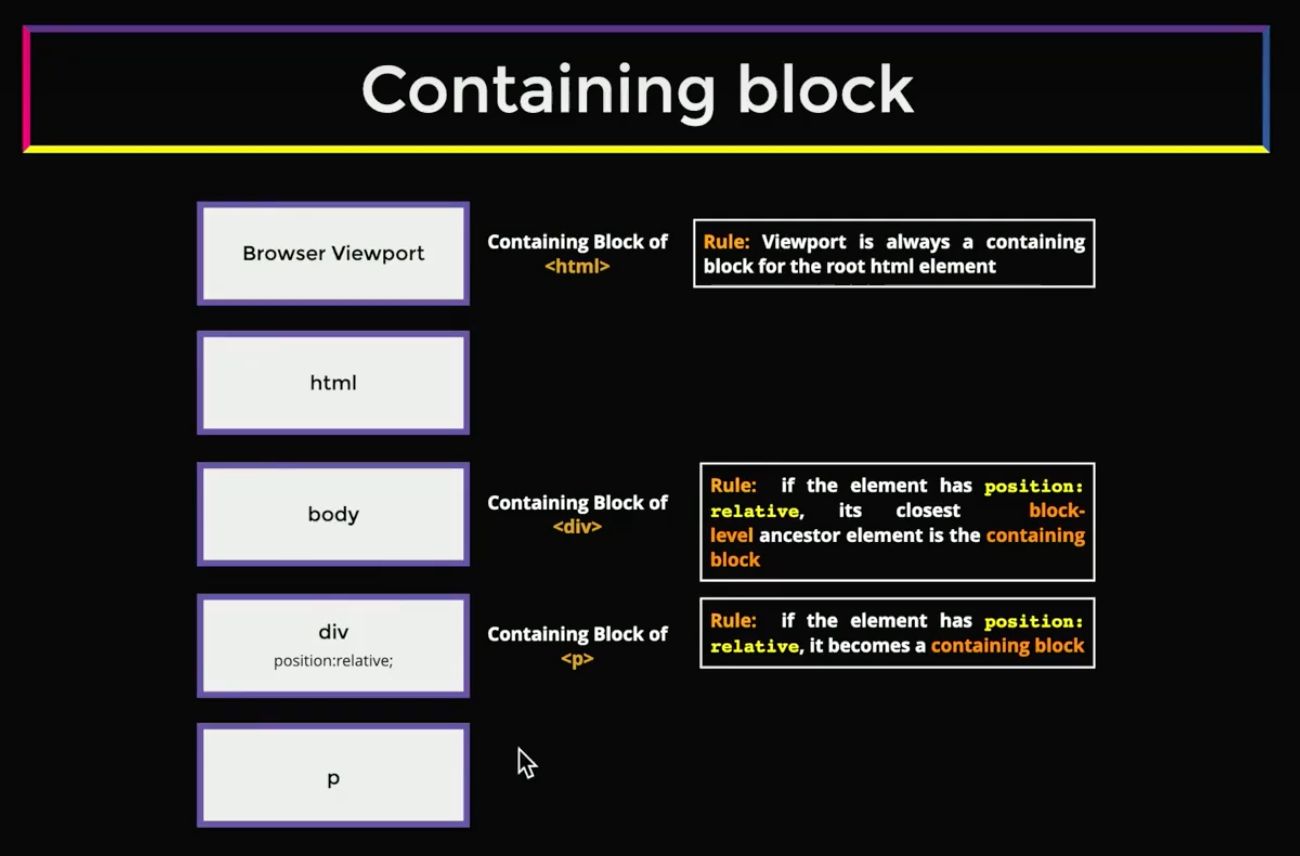 Containing block
Browser Viewport
Containing Block of
<html>
Rule: Viewport is always a containing
block for the root html element
html
body
Containing Block of
<div>
Rule: if the element has position:
relative, its closest block-
level ancestor element is the containing
block
div
position:relative;
Containing Block of
<p>
Rule: if the element has position:
relative, it becomes a containing block
p